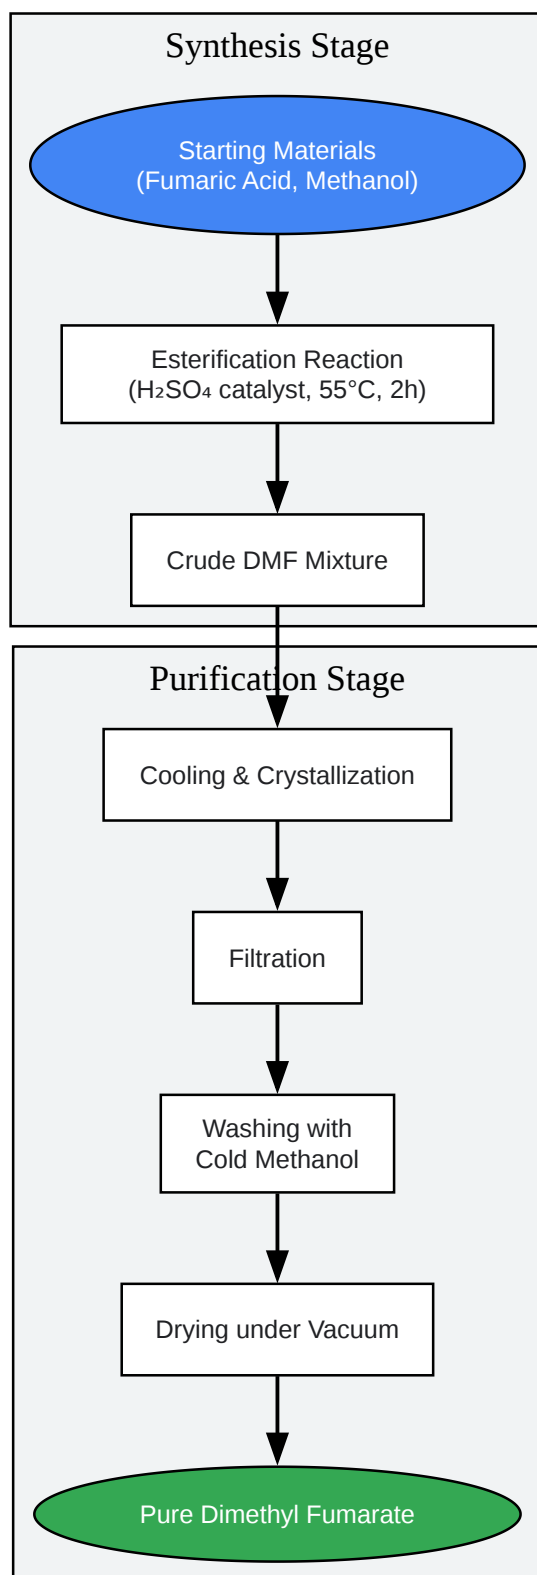 Synthesis Stage
Starting Materials
(Fumaric Acid, Methanol)
Esterification Reaction
(H₂SO₄ catalyst, 55°C, 2h)
Crude DMF Mixture
Purification Stage
Cooling & Crystallization
Filtration
Washing with
Cold Methanol
Drying under Vacuum
Pure Dimethyl Fumarate